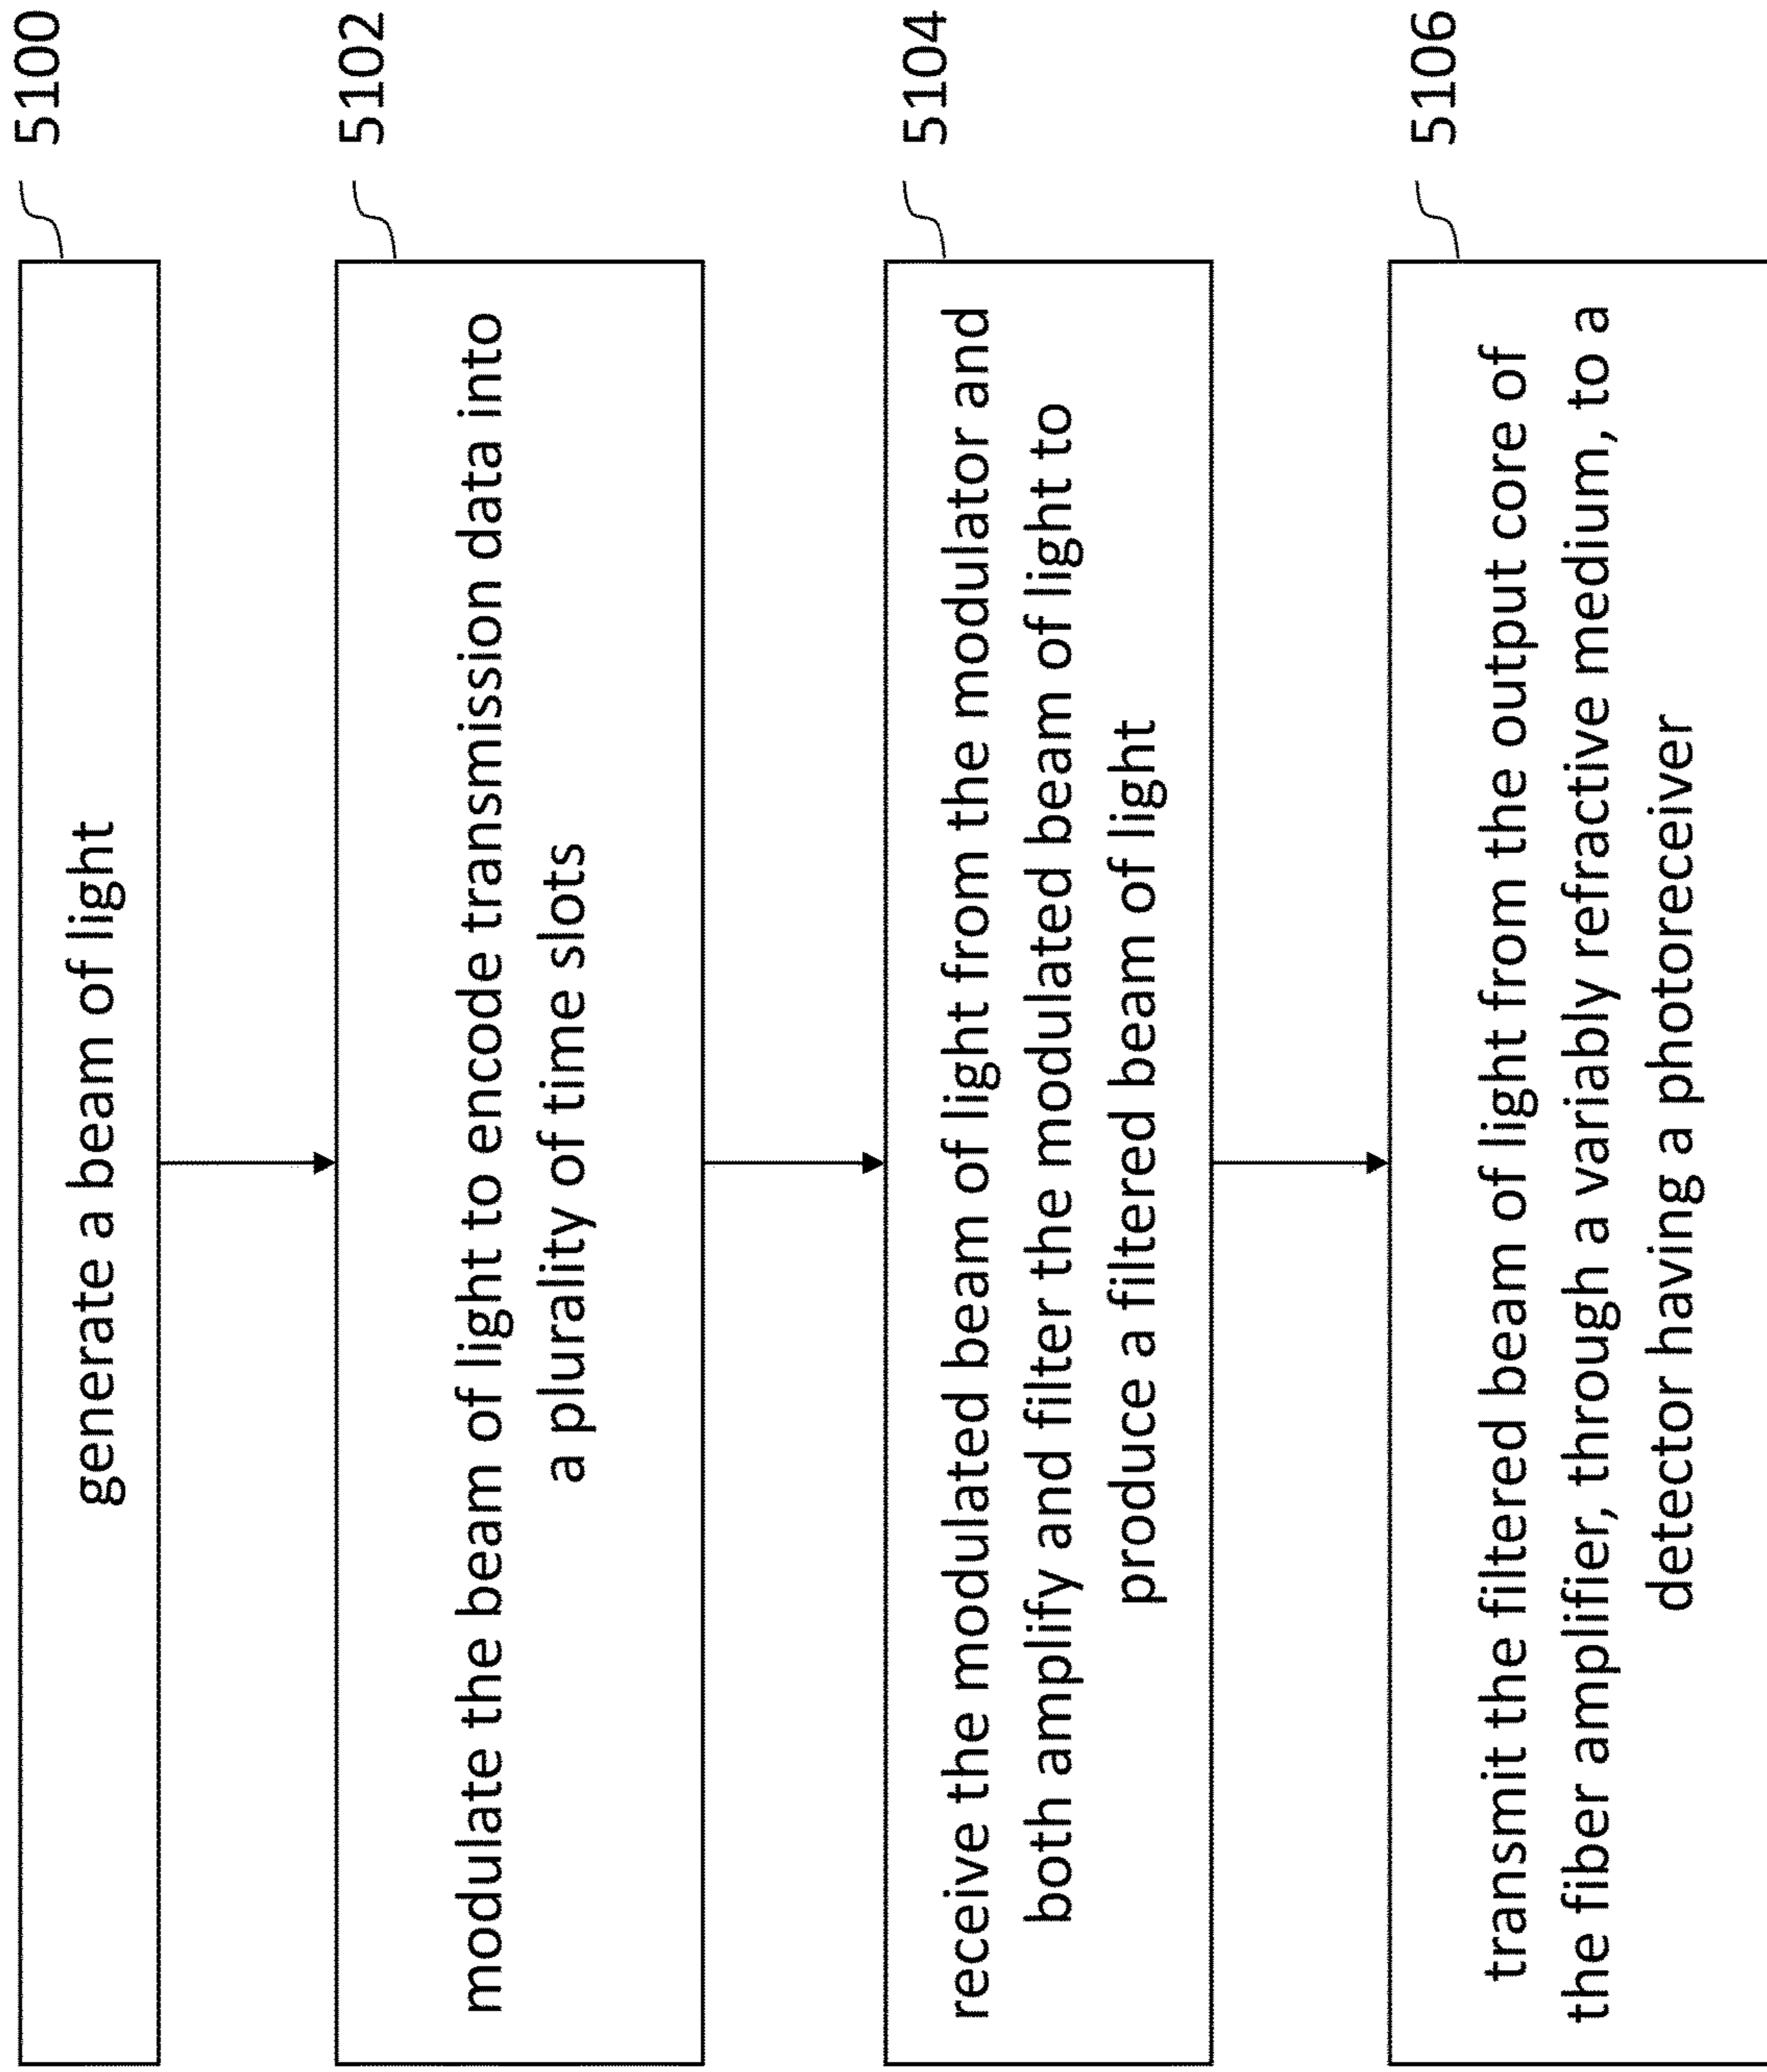 generate a beam of light
5100
modulate the beam of light to encode transmission data into
a plurality of time slots
5102
receive the modulated beam of light from the modulator and
both amplify and filter the modulated beam of light to
produce a filtered beam of light
5104
transmit the filtered beam of light from the output core of
the fiber amplifier, through a variably refractive medium, to a
detector having a photoreceiver
5106